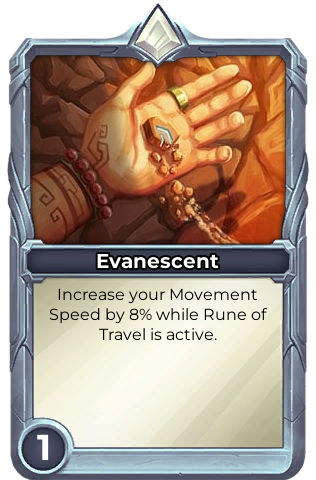 Evanescent
Increase your Movement
Speed by 8% while Rune of
Travel is active.
1